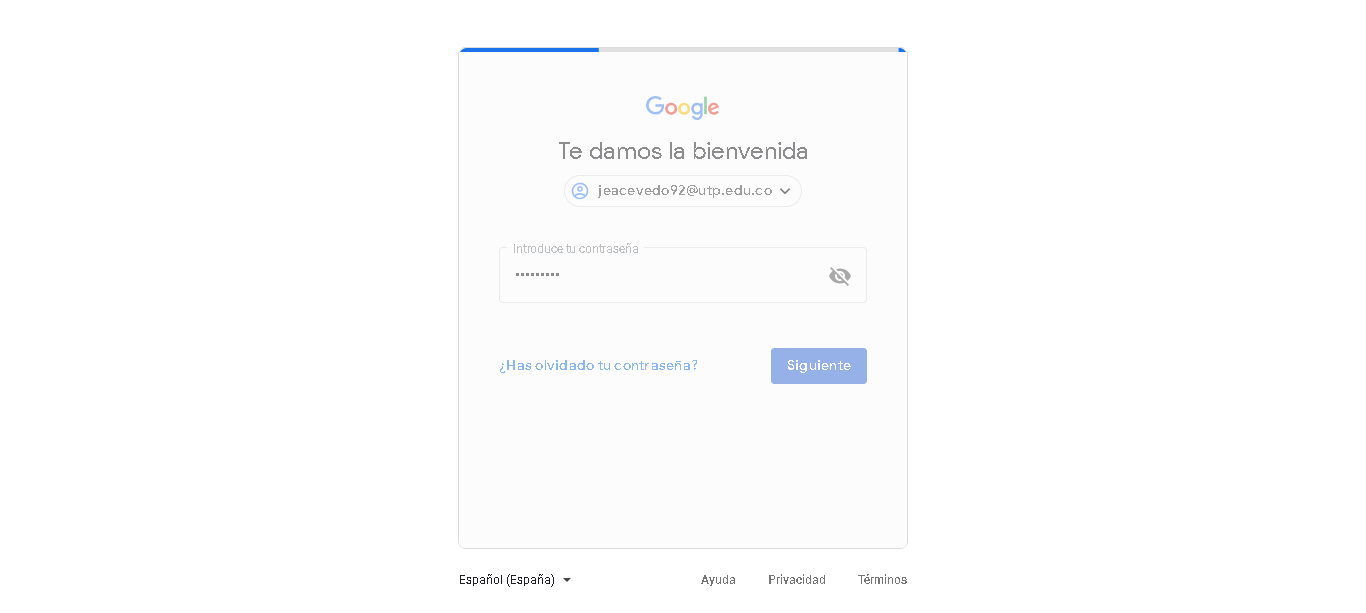 Google
Te damos la bienvenida
jeacevedo92@utp.edu.co
Introduce tu contraseña
•••••••••
¿Has olvidado tu contraseña?
Siguiente
Español (España)
Ayuda
Privacidad
Términos